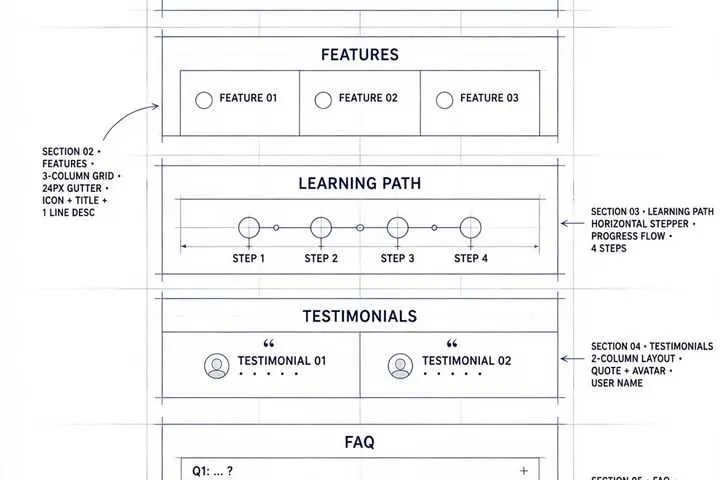 FEATURES
FEATURE 01
FEATURE 02
FEATURE 03
SECTION 02 •
FEATURES •
3-COLUMN GRID •
24PX GUTTER •
ICON + TITLE +
1 LINE DESC
LEARNING PATH
STEP 1
STEP 2
STEP 3
STEP 4
SECTION 03 • LEARNING PATH
HORIZONTAL STEPPER •
PROGRESS FLOW •
4 STEPS
TESTIMONIALS
“
TESTIMONIAL 01
“
TESTIMONIAL 02
SECTION 04 • TESTIMONIALS
2-COLUMN LAYOUT •
QUOTE + AVATAR •
USER NAME
FAQ
Q1: ... ? +
SECTION 05 • FAQ •